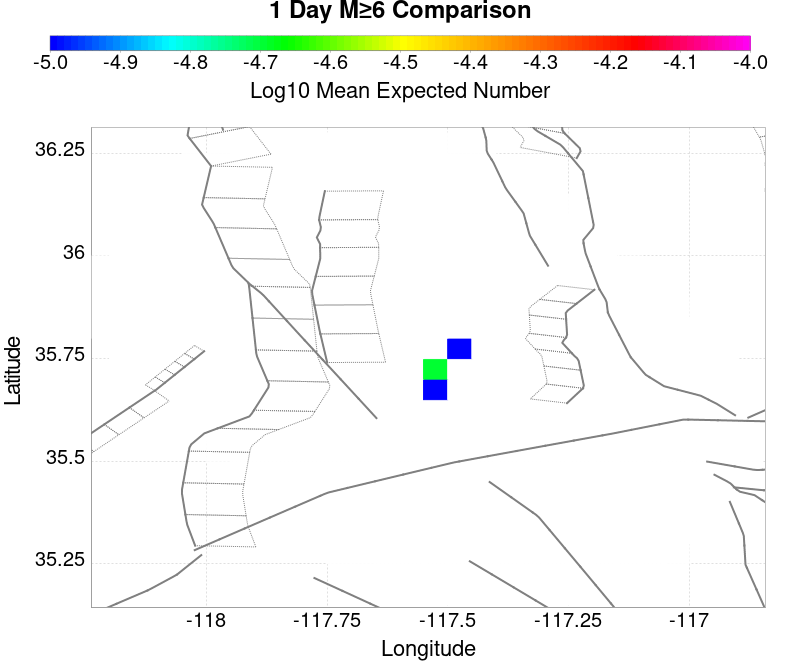 1 Day M≥6 Comparison
-5.0 -4.9 -4.8 -4.7 -4.6 -4.5 -4.4 -4.3 -4.2 -4.1 -4.0
Log10 Mean Expected Number
36.25
36
35.75
35.5
35.25
Latitude
-118 -117.75 -117.5 -117.25 -117
Longitude